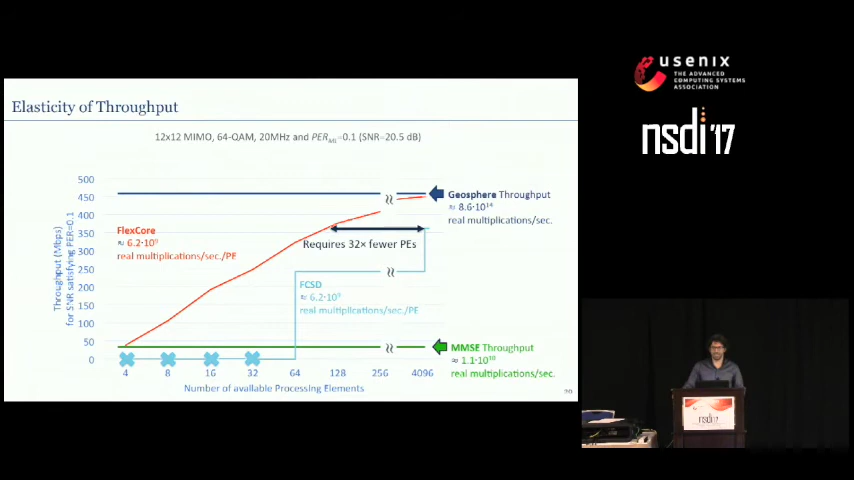 Elasticity of Throughput
12x12 MIMO, 64-QAM, 20MHz and PER_ML=0.1 (SNR=20.5 dB)
Throughput (Mbps)
for SNR satisfying PER=0.1
500
450
400
350
300
250
200
150
100
50
0
FlexCore
≈ 6.2·10⁹
real multiplications/sec./PE
Requires 32× fewer PEs
FCSD
≈ 6.2·10⁹
real multiplications/sec./PE
Geosphere Throughput
≈ 8.6·10¹⁴
real multiplications/sec.
MMSE Throughput
≈ 1.1·10¹⁰
real multiplications/sec.
4 8 16 32 64 128 256 4096
Number of available Processing Elements
20
usenix
THE ADVANCED
COMPUTING SYSTEMS
ASSOCIATION
nsdi '17
nsdi'17